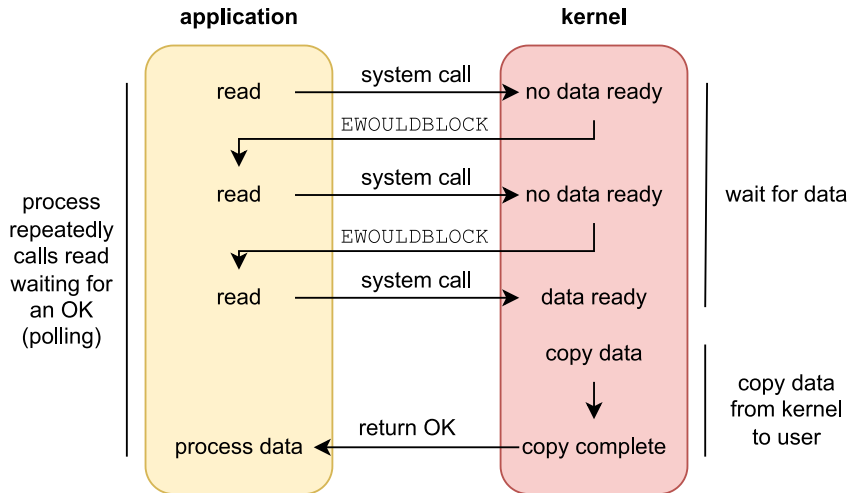 application
kernel
read
system call
no data ready
EWOULDBLOCK
read
system call
no data ready
EWOULDBLOCK
read
system call
data ready
copy data
process data
return OK
copy complete
process
repeatedly
calls read
waiting for
an OK
(polling)
wait for data
copy data
from kernel
to user